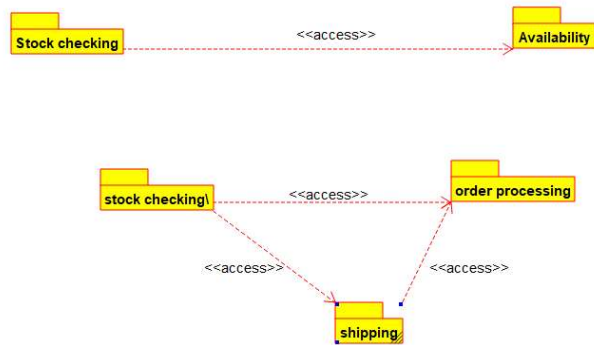 <<access>>
Stock checking
Availability
stock checking\
<<access>>
order processing
<<access>>
<<access>>
shipping